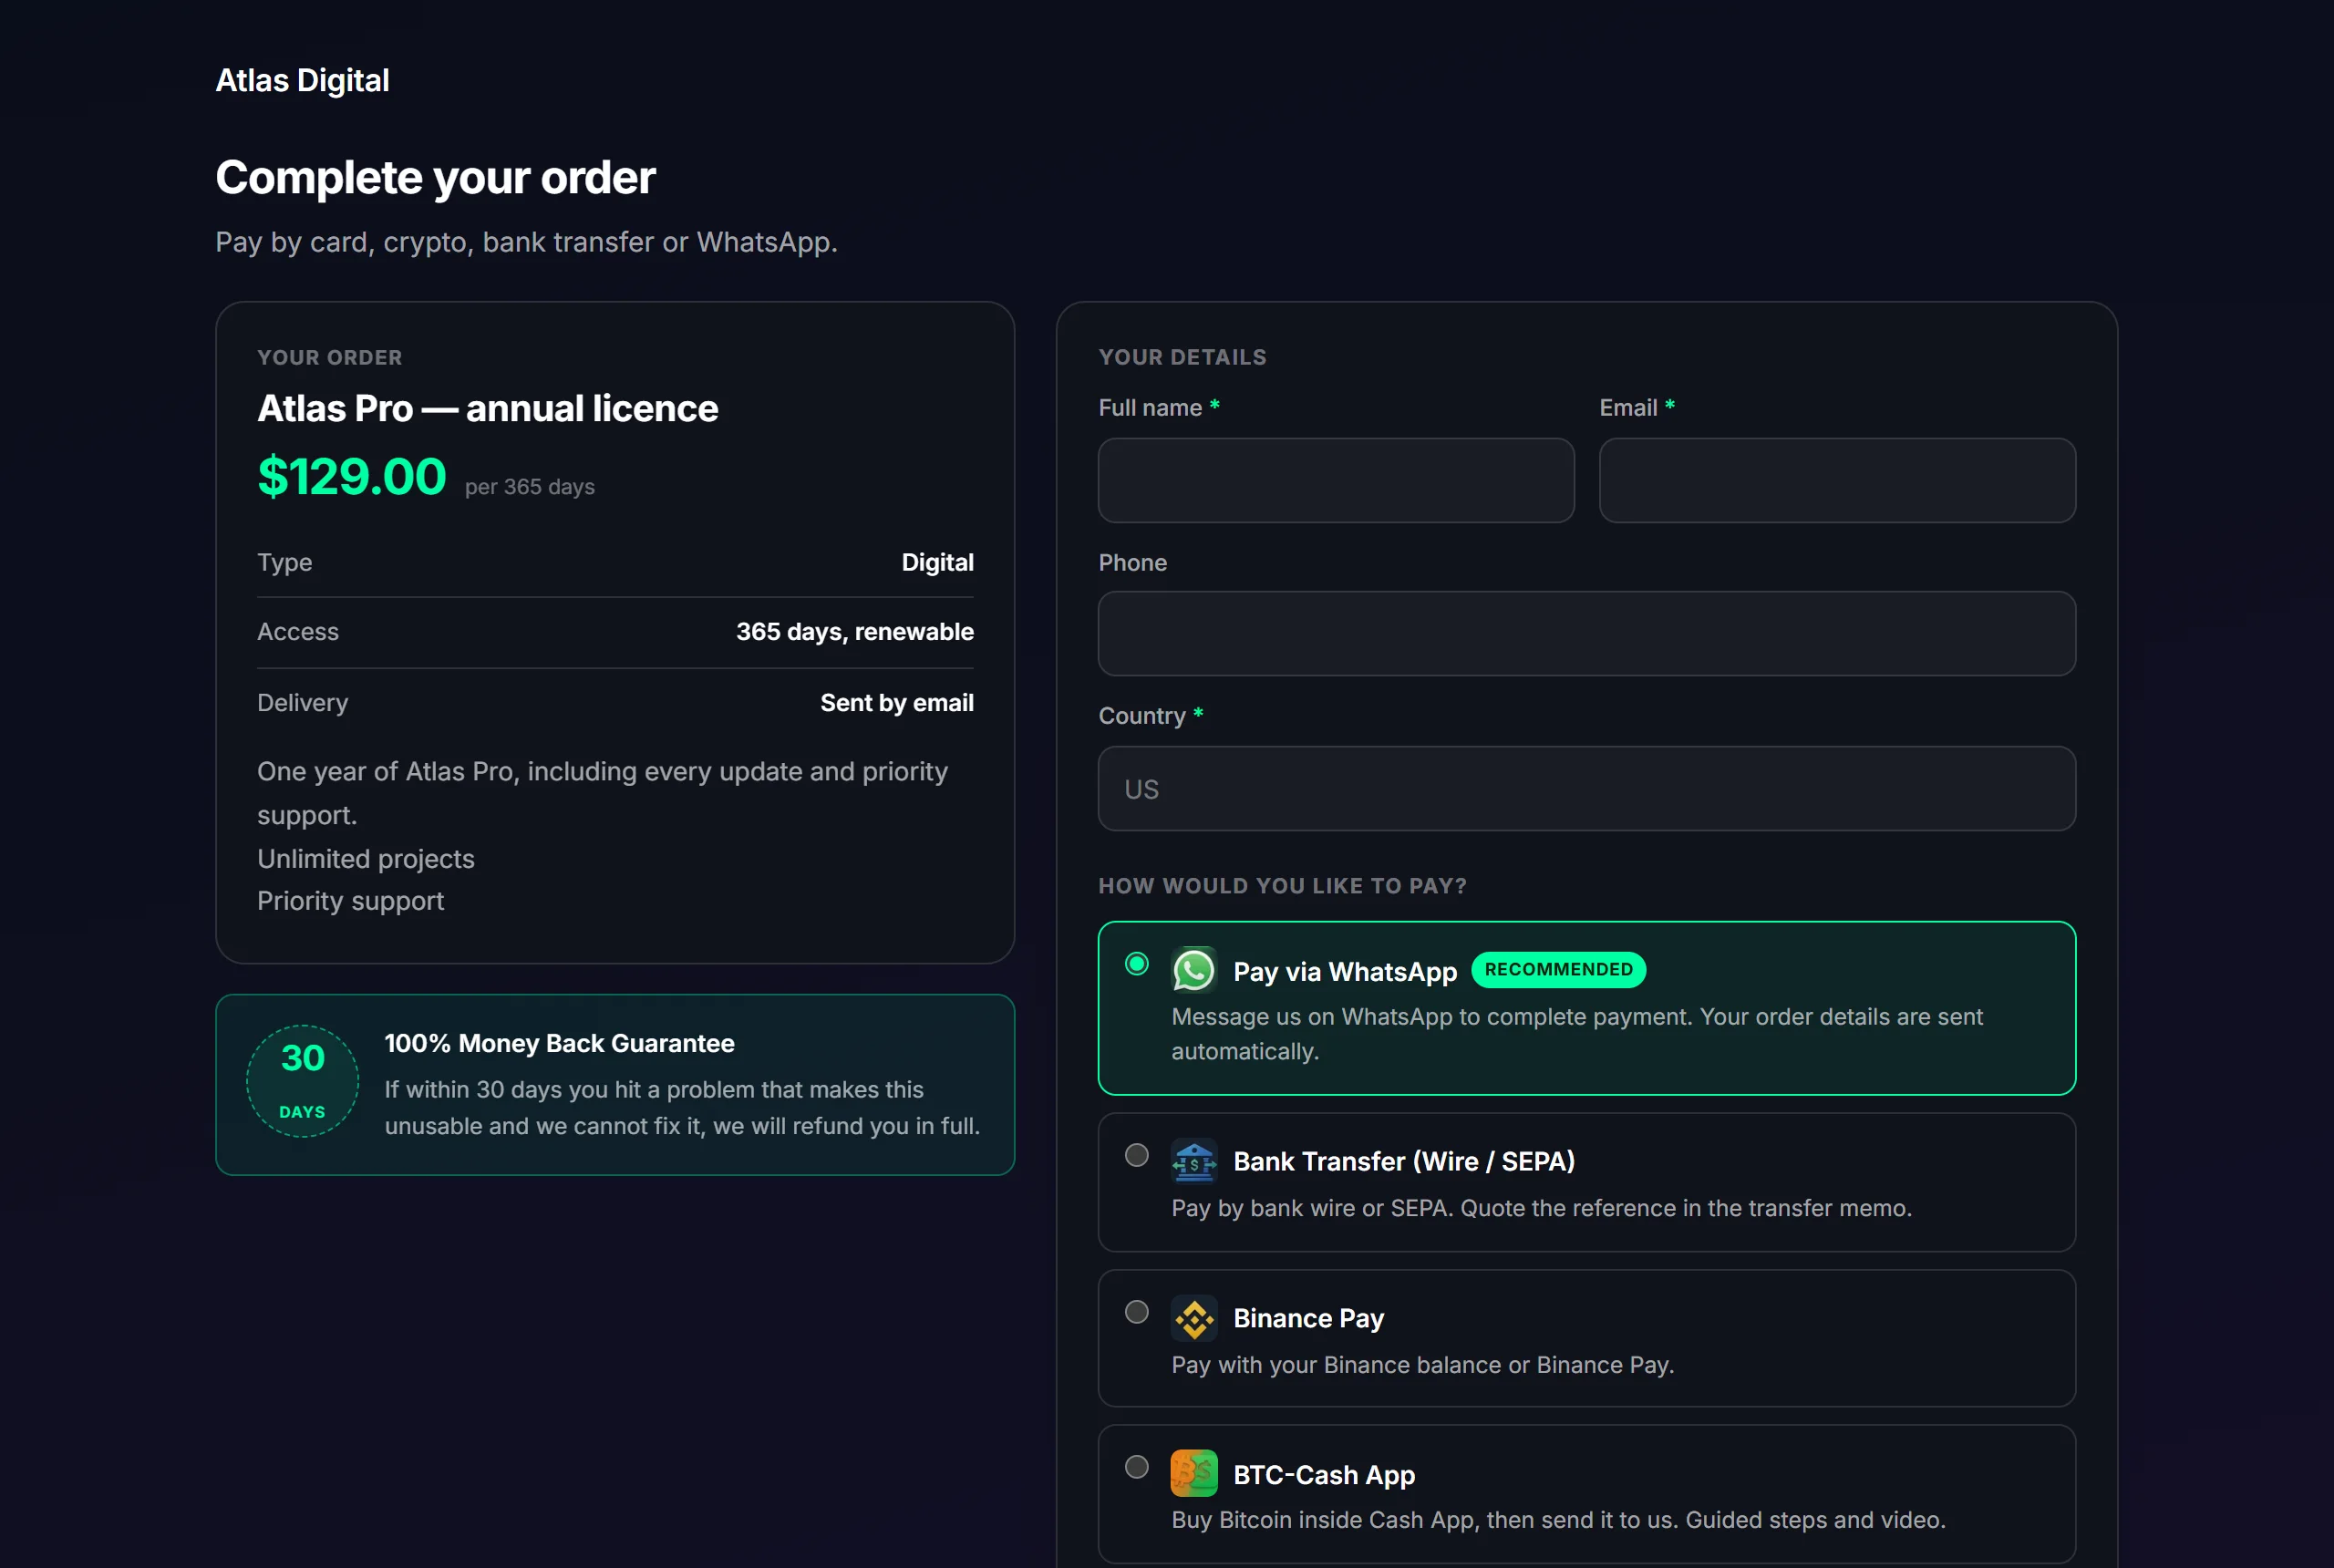 Atlas Digital
Complete your order
Pay by card, crypto, bank transfer or WhatsApp.
YOUR ORDER
Atlas Pro — annual licence
$129.00 per 365 days
Type Digital
Access 365 days, renewable
Delivery Sent by email
One year of Atlas Pro, including every update and priority
support.
Unlimited projects
Priority support
30
DAYS
100% Money Back Guarantee
If within 30 days you hit a problem that makes this
unusable and we cannot fix it, we will refund you in full.
YOUR DETAILS
Full name * Email *
Phone
Country *
US
HOW WOULD YOU LIKE TO PAY?
Pay via WhatsApp RECOMMENDED
Message us on WhatsApp to complete payment. Your order details are sent
automatically.
Bank Transfer (Wire / SEPA)
Pay by bank wire or SEPA. Quote the reference in the transfer memo.
Binance Pay
Pay with your Binance balance or Binance Pay.
BTC-Cash App
Buy Bitcoin inside Cash App, then send it to us. Guided steps and video.